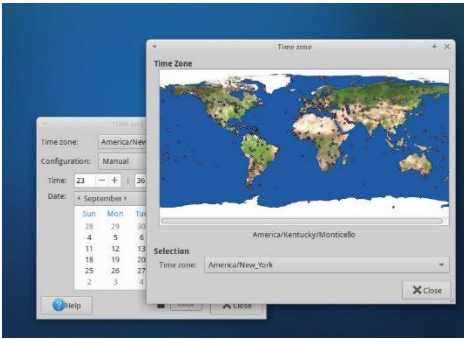 Time zone
Time Zone
America/Kentucky/Monticello
Selection
Time zone: America/New_York
Close
Time and
Time zone: America/New
Configuration: Manual
Time: 23 − + : 36
Date: September
Sun Mon Tue
28 29 30
4 5 6
11 12 13
18 19 20
25 26 27
2 3 4
Help
Close